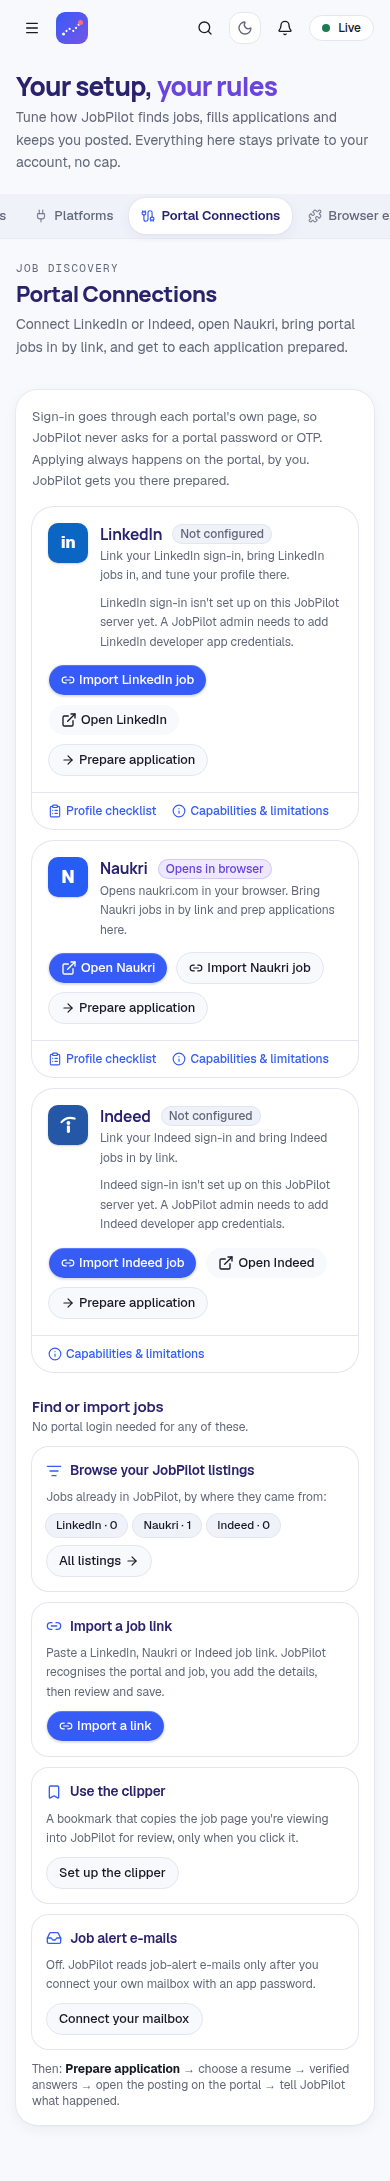 Live
Your setup, your rules
Tune how JobPilot finds jobs, fills applications and
keeps you posted. Everything here stays private to your
account, no cap.
s
Platforms
Portal Connections
Browser e
JOB DISCOVERY
Portal Connections
Connect LinkedIn or Indeed, open Naukri, bring portal
jobs in by link, and get to each application prepared.
Sign-in goes through each portal's own page, so
JobPilot never asks for a portal password or OTP.
Applying always happens on the portal, by you.
JobPilot gets you there prepared.
in
LinkedIn
Not configured
Link your LinkedIn sign-in, bring LinkedIn
jobs in, and tune your profile there.
LinkedIn sign-in isn't set up on this JobPilot
server yet. A JobPilot admin needs to add
LinkedIn developer app credentials.
Import LinkedIn job
Open LinkedIn
Prepare application
Profile checklist
Capabilities & limitations
N
Naukri
Opens in browser
Opens naukri.com in your browser. Bring
Naukri jobs in by link and prep applications
here.
Open Naukri
Import Naukri job
Prepare application
Profile checklist
Capabilities & limitations
Indeed
Not configured
Link your Indeed sign-in and bring Indeed
jobs in by link.
Indeed sign-in isn't set up on this JobPilot
server yet. A JobPilot admin needs to add
Indeed developer app credentials.
Import Indeed job
Open Indeed
Prepare application
Capabilities & limitations
Find or import jobs
No portal login needed for any of these.
Browse your JobPilot listings
Jobs already in JobPilot, by where they came from:
LinkedIn · 0
Naukri · 1
Indeed · 0
All listings →
Import a job link
Paste a LinkedIn, Naukri or Indeed job link. JobPilot
recognises the portal and job, you add the details,
then review and save.
Import a link
Use the clipper
A bookmark that copies the job page you're viewing
into JobPilot for review, only when you click it.
Set up the clipper
Job alert e-mails
Off. JobPilot reads job-alert e-mails only after you
connect your own mailbox with an app password.
Connect your mailbox
Then: Prepare application → choose a resume → verified
answers → open the posting on the portal → tell JobPilot
what happened.